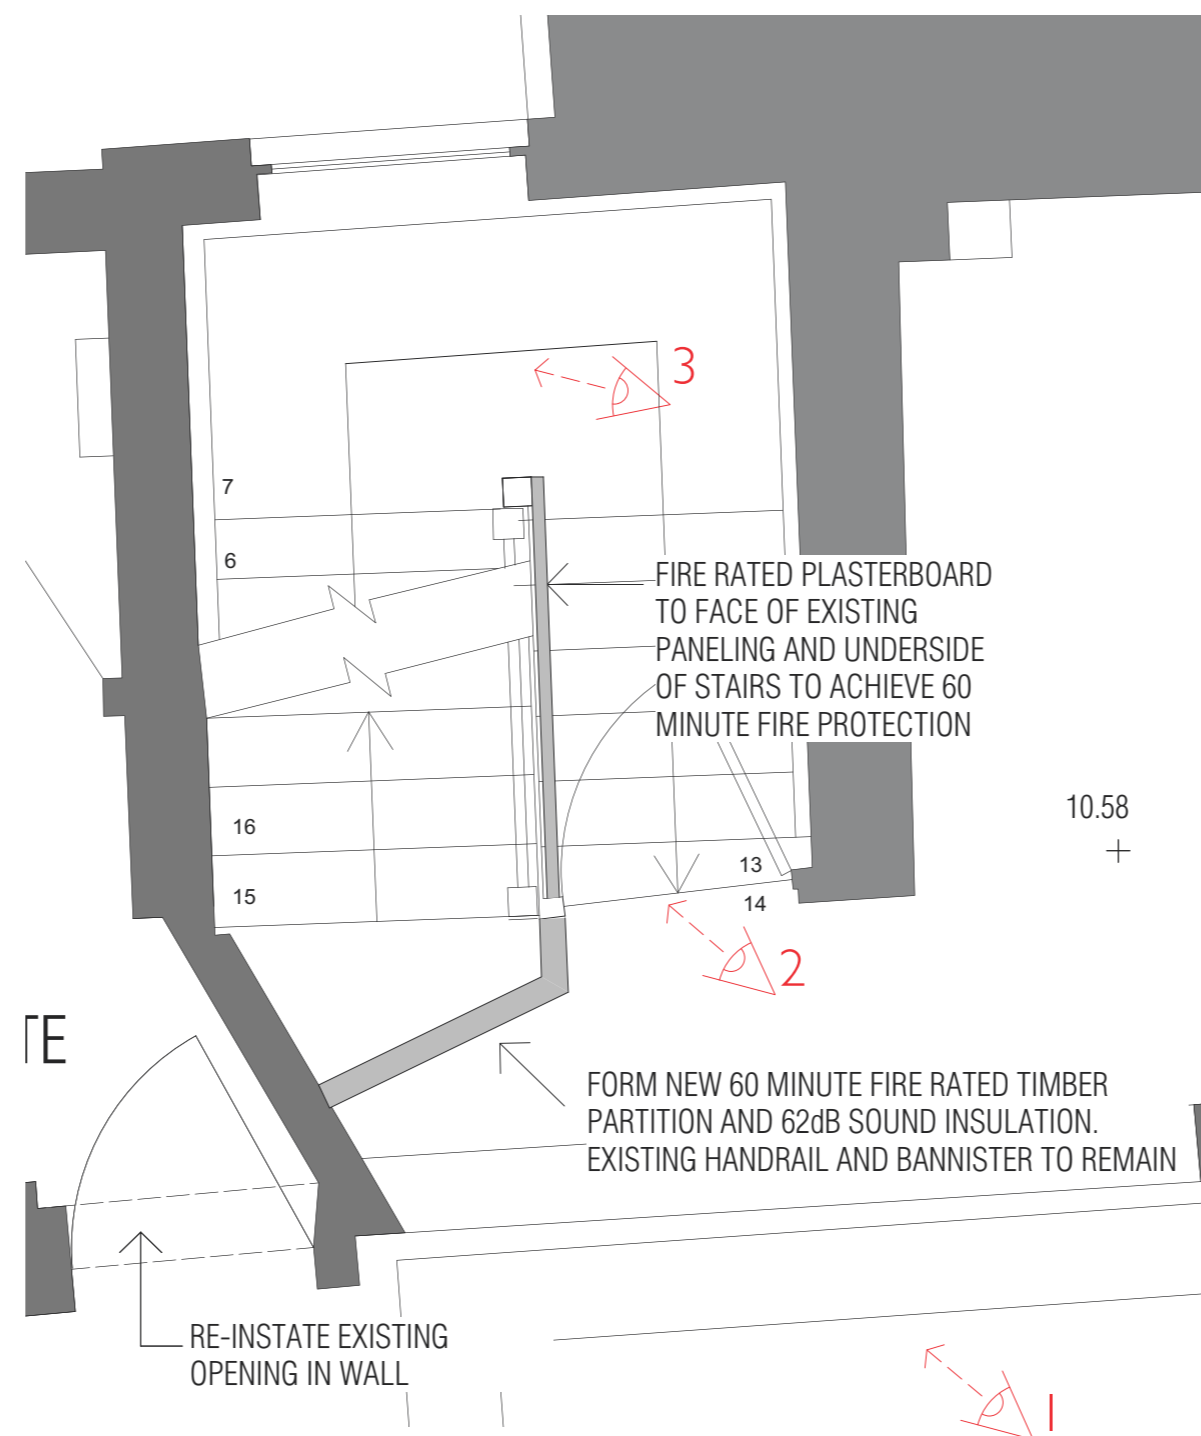 3
7
6
FIRE RATED PLASTERBOARD
TO FACE OF EXISTING
PANELING AND UNDERSIDE
OF STAIRS TO ACHIEVE 60
MINUTE FIRE PROTECTION
10.58
16
13
15
14
2
TE
FORM NEW 60 MINUTE FIRE RATED TIMBER
PARTITION AND 62dB SOUND INSULATION.
EXISTING HANDRAIL AND BANNISTER TO REMAIN
RE-INSTATE EXISTING
OPENING IN WALL
1